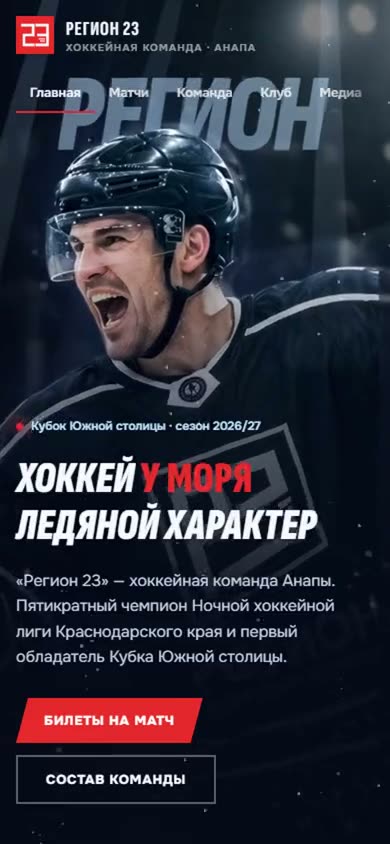 23
РЕГИОН 23
ХОККЕЙНАЯ КОМАНДА · АНАПА
Главная Матчи Команда Клуб Медиа
РЕГИОН
Кубок Южной столицы · сезон 2026/27
ХОККЕЙ У МОРЯ
ЛЕДЯНОЙ ХАРАКТЕР
«Регион 23» — хоккейная команда Анапы.
Пятикратный чемпион Ночной хоккейной
лиги Краснодарского края и первый
обладатель Кубка Южной столицы.
БИЛЕТЫ НА МАТЧ
СОСТАВ КОМАНДЫ